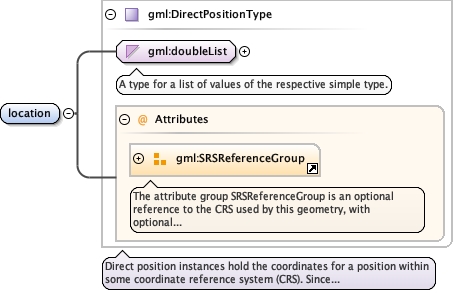 gml:DirectPositionType
gml:doubleList
A type for a list of values of the respective simple type.
location
@ Attributes
gml:SRSReferenceGroup
The attribute group SRSReferenceGroup is an optional
reference to the CRS used by this geometry, with
optional...
Direct position instances hold the coordinates for a position within
some coordinate reference system (CRS). Since...